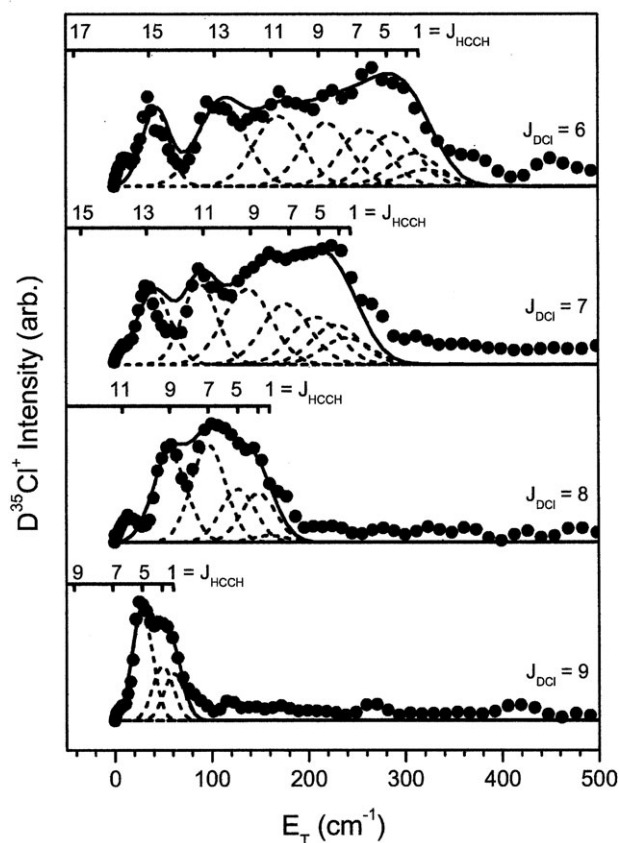 17 15 13 11 9 7 5 1 = J_HCCH
J_DCl = 6
15 13 11 9 7 5 1 = J_HCCH
J_DCl = 7
11 9 7 5 1 = J_HCCH
J_DCl = 8
9 7 5 1 = J_HCCH
J_DCl = 9
D³⁵Cl⁺ Intensity (arb.)
0 100 200 300 400 500
E_T (cm⁻¹)